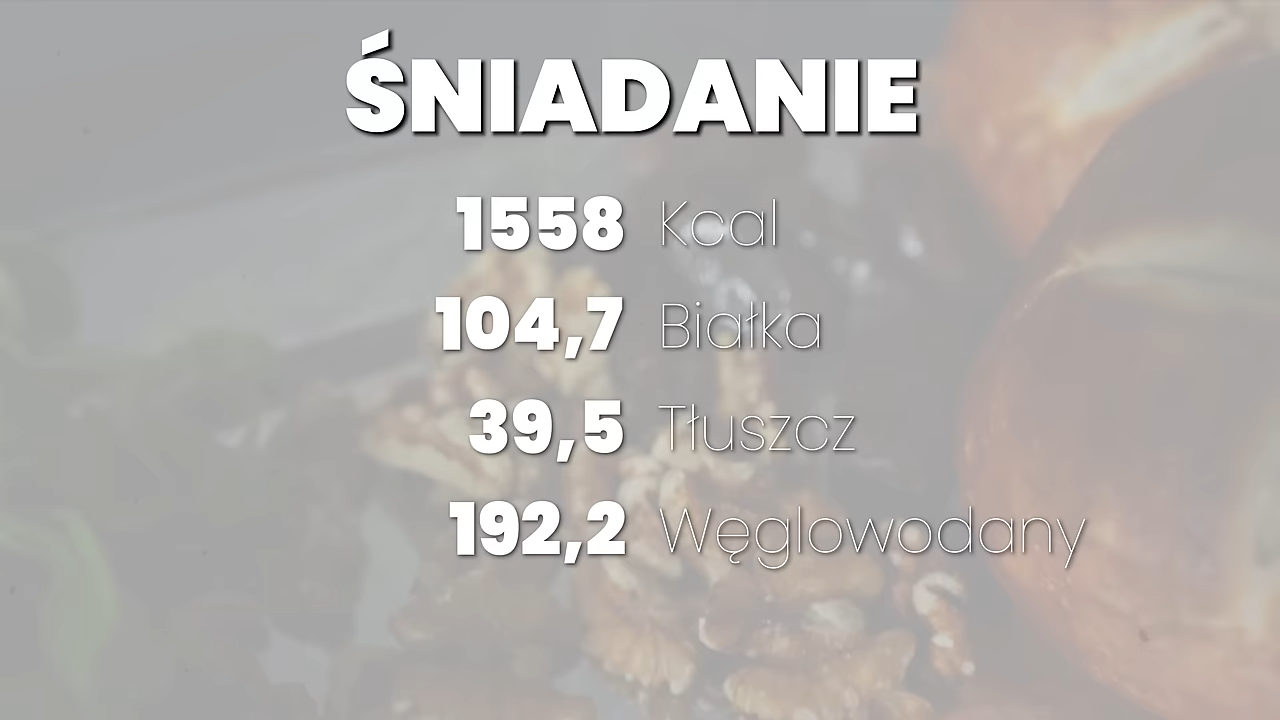 ŚNIADANIE
1558 Kcal
104,7 Białka
39,5 Tłuszcz
192,2 Węglowodany